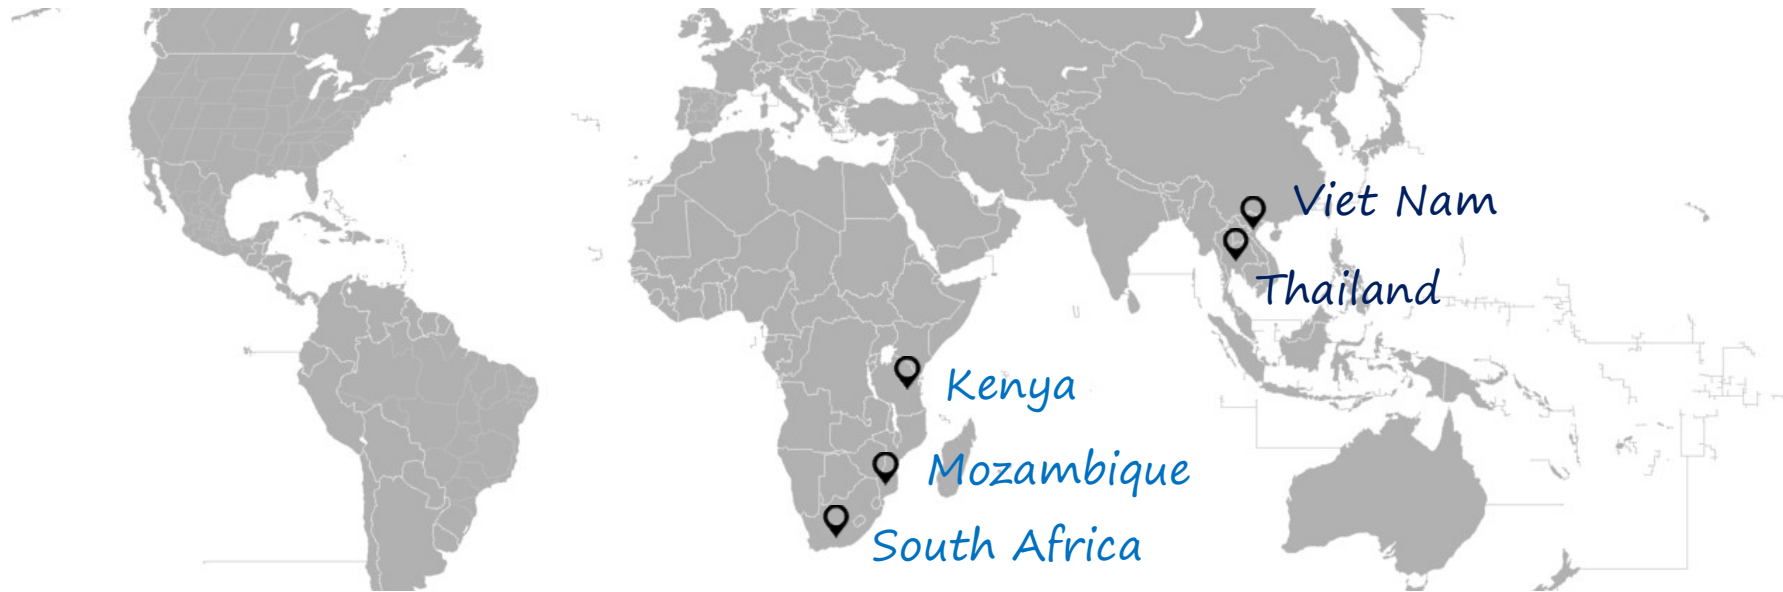 Viet Nam
Thailand
Kenya
Mozambique
South Africa